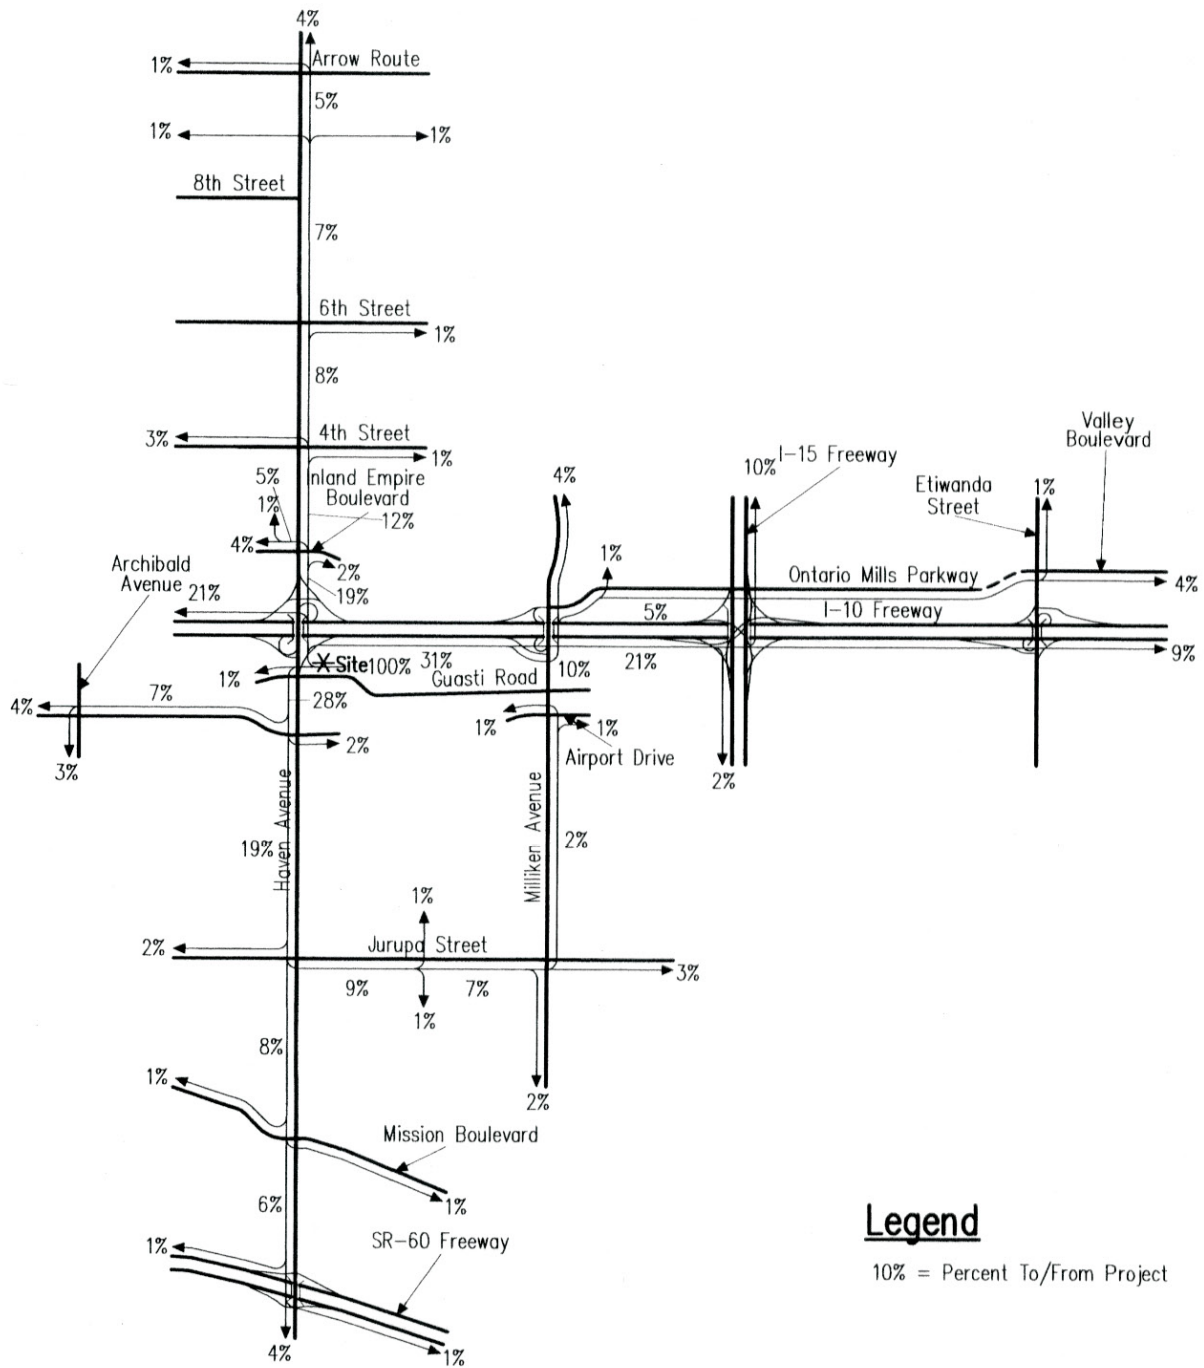 4%
Arrow Route
1%
5%
1%
1%
8th Street
7%
6th Street
1%
8%
3%
4th Street
1%
Valley
Boulevard
I-15 Freeway
10%
Etiwanda
Street
1%
5%
Inland Empire
Boulevard
1%
12%
4%
4%
2%
19%
Archibald
Avenue
21%
1%
Ontario Mills Parkway
4%
5%
I-10 Freeway
Site
100%
31%
10%
21%
9%
1%
Guasti Road
28%
7%
4%
3%
2%
1%
1%
Airport Drive
2%
Haven Avenue
19%
Milliken Avenue
2%
1%
2%
Jurupa Street
9%
7%
3%
1%
8%
2%
1%
Mission Boulevard
1%
6%
1%
SR-60 Freeway
4%
1%
Legend
10% = Percent To/From Project